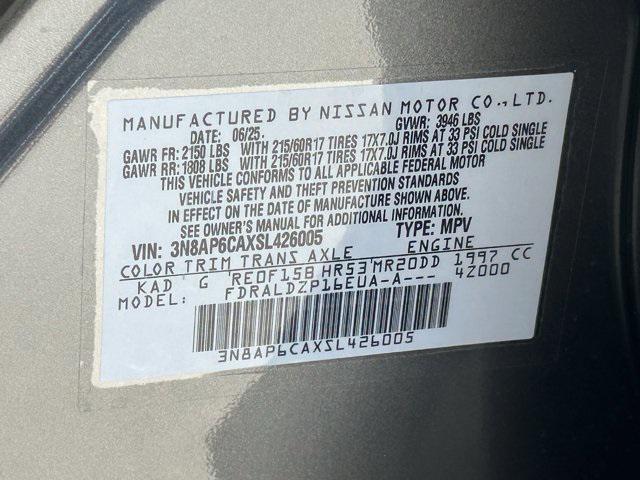 MANUFACTURED BY NISSAN MOTOR CO.,LTD.
DATE: 06/25. GVWR: 3946 LBS
GAWR FR: 2150 LBS WITH 215/60R17 TIRES 17X7.0J RIMS AT 33 PSI COLD SINGLE
GAWR RR: 1808 LBS WITH 215/60R17 TIRES 17X7.0J RIMS AT 33 PSI COLD SINGLE
THIS VEHICLE CONFORMS TO ALL APPLICABLE FEDERAL MOTOR
VEHICLE SAFETY AND THEFT PREVENTION STANDARDS
IN EFFECT ON THE DATE OF MANUFACTURE SHOWN ABOVE.
SEE OWNER'S MANUAL FOR ADDITIONAL INFORMATION
VIN: 3N8AP6CAXSL426005 TYPE: MPV
COLOR TRIM TRANS AXLE ENGINE
KAD G RE0F15B HR53 MR20DD 1997 CC
MODEL: FDRALDZP16EUA-A--- 4Z000
3N8AP6CAXSL426005